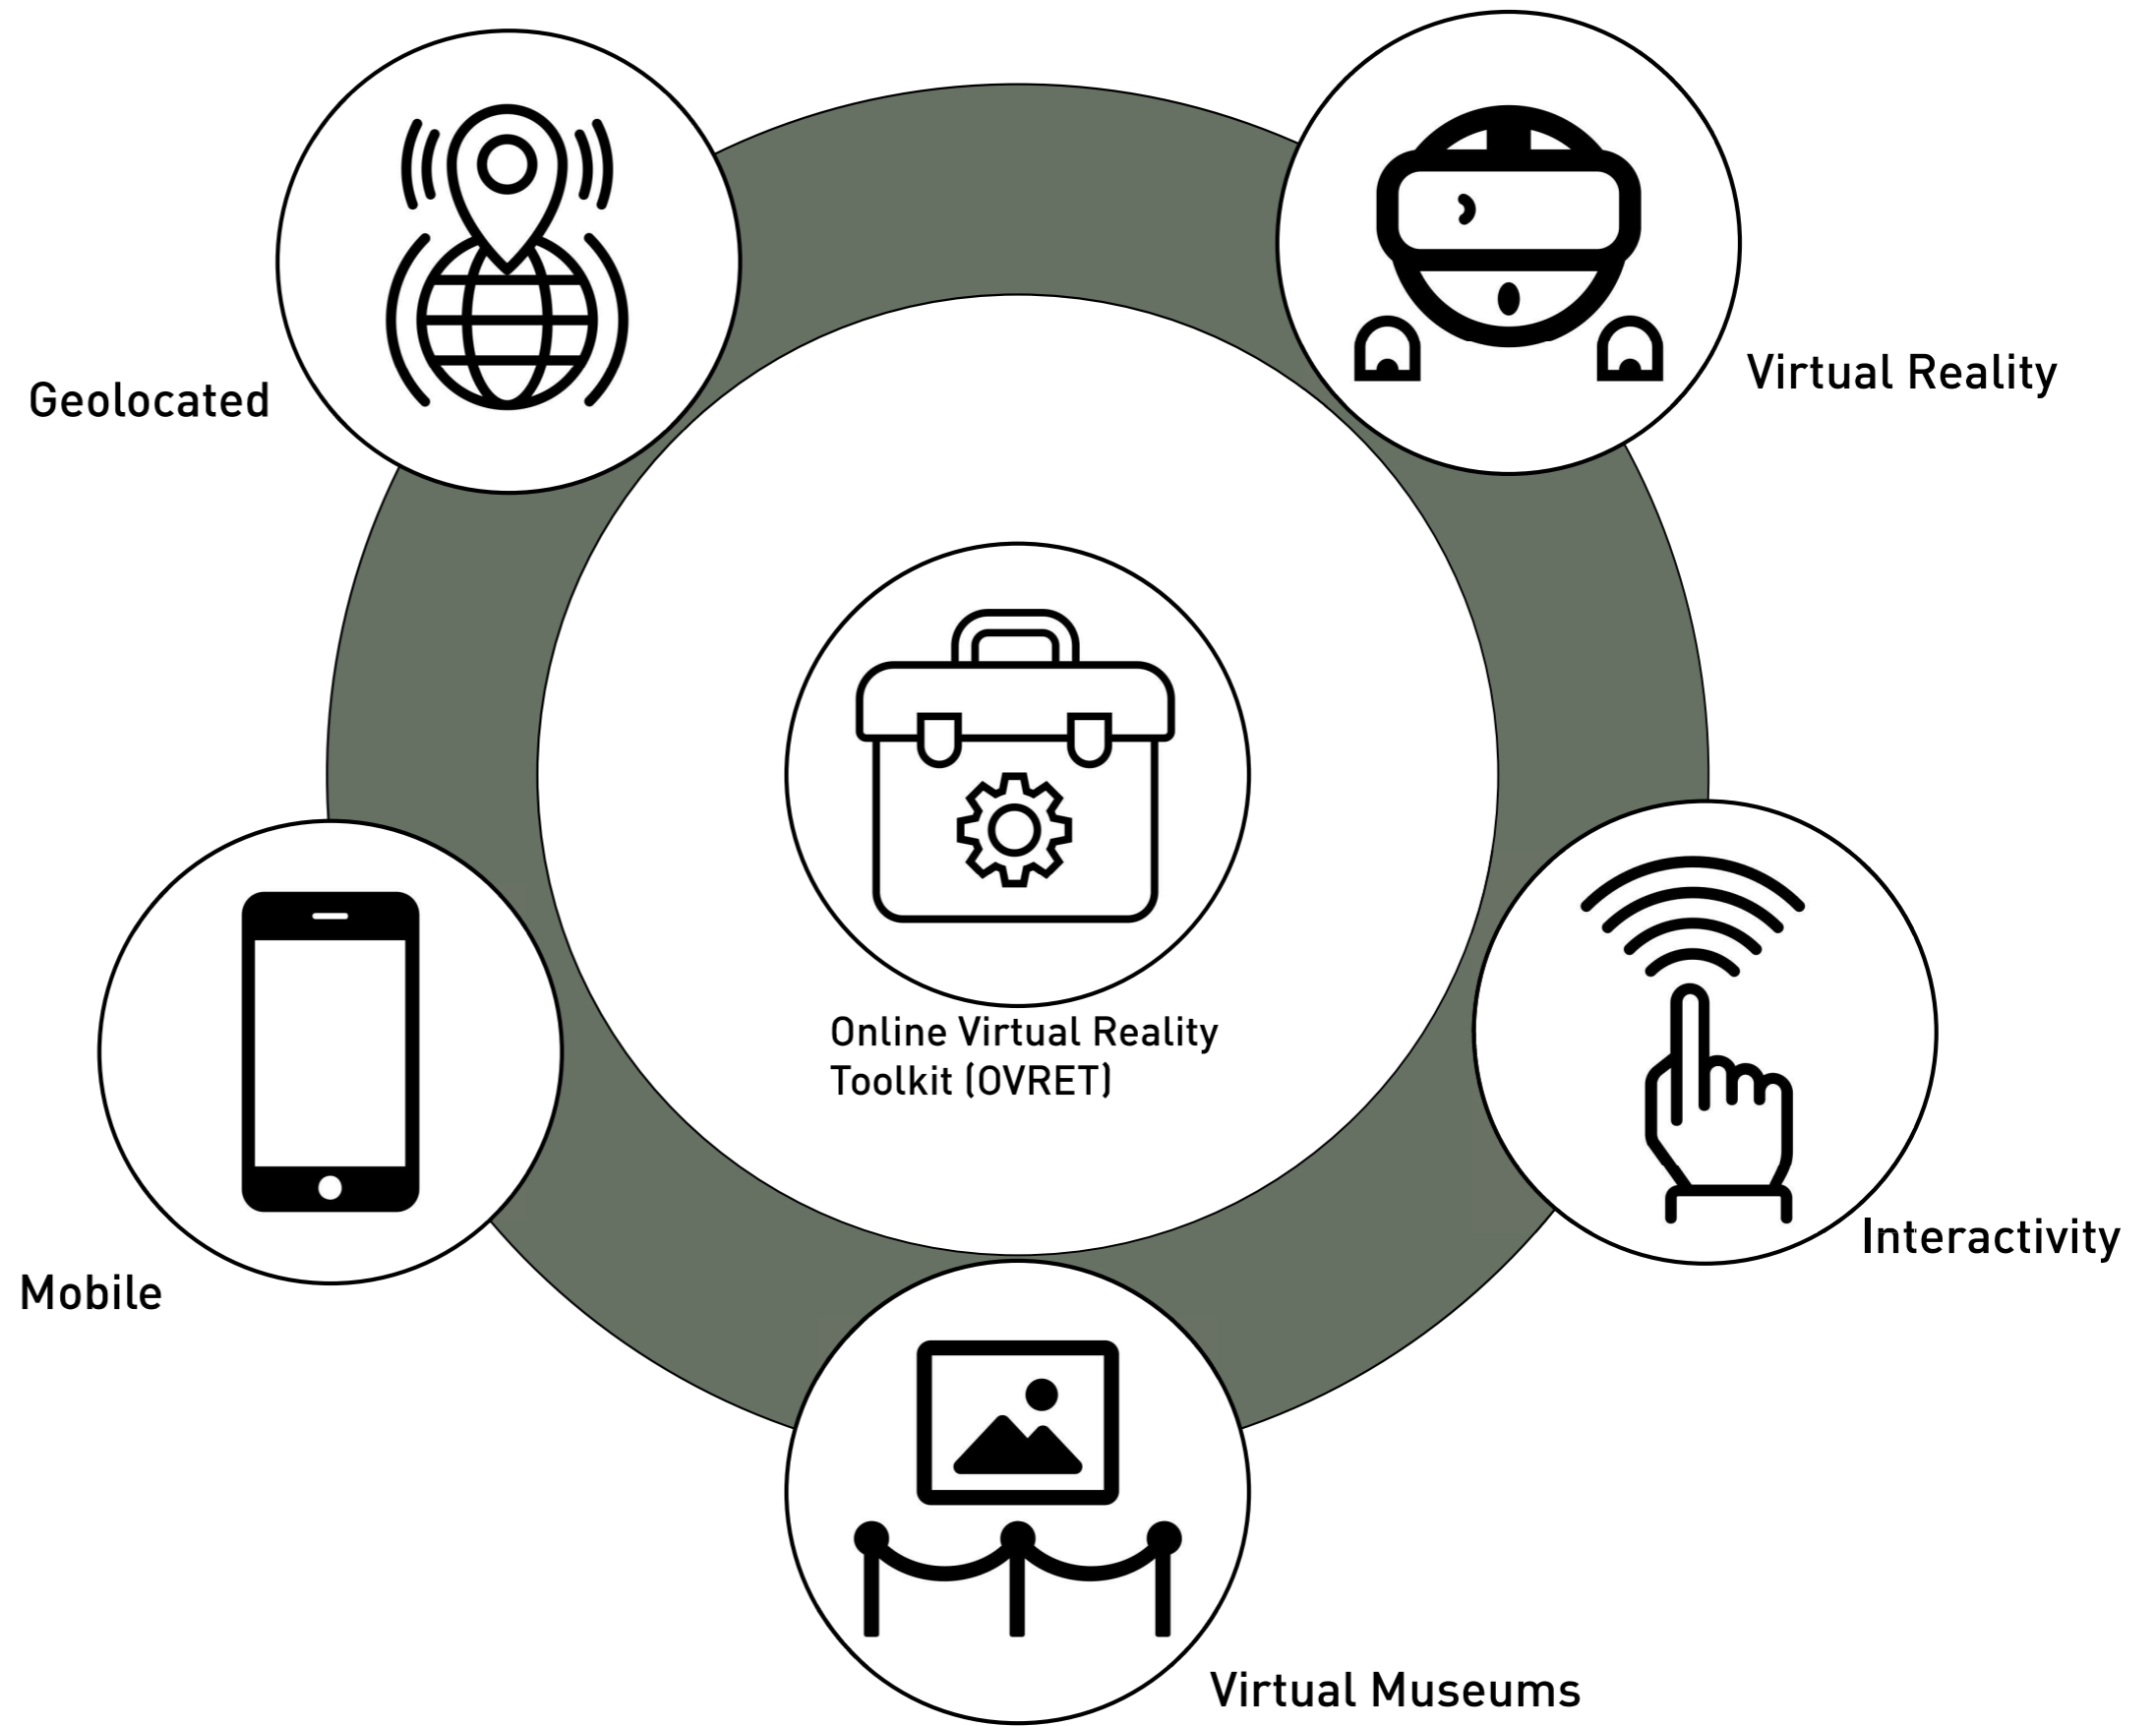 Virtual Reality
Geolocated
Online Virtual Reality
Toolkit (OVRET)
Interactivity
Mobile
Virtual Museums